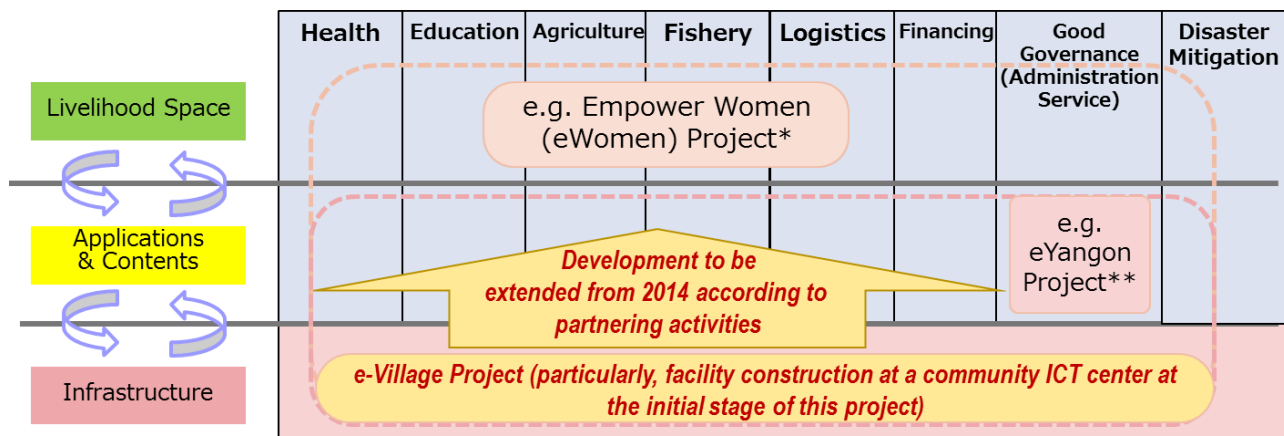 Health
Education
Agriculture
Fishery
Logistics
Financing
Good
Governance
(Administration
Service)
Disaster
Mitigation
Livelihood Space
e.g. Empower Women
(eWomen) Project*
Applications
& Contents
e.g.
eYangon
Project**
Development to be
extended from 2014 according to
partnering activities
Infrastructure
e-Village Project (particularly, facility construction at a community ICT center at
the initial stage of this project)